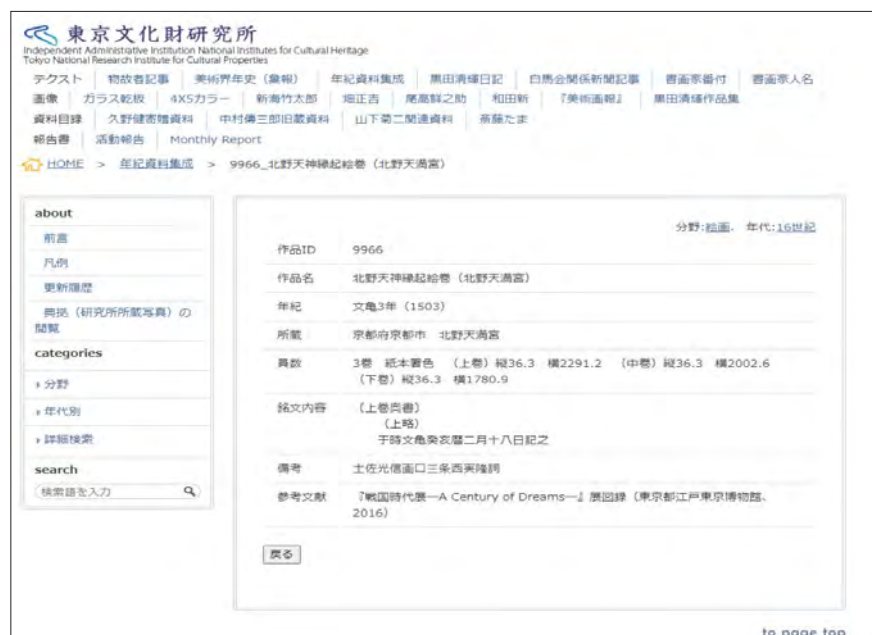 東京文化財研究所
Independent Administrative Institution National Institutes for Cultural Heritage
Tokyo National Research Institute for Cultural Properties
テクスト 物故者記事 美術界年史（彙報） 年紀資料集成 黒田清輝日記 白馬会関係新聞記事 書画家番付 書画家人名
画像 ガラス乾板 4X5カラー 新海竹太郎 畑正吉 尾高鮮之助 和田新 『美術画報』 黒田清輝作品集
資料目録 久野健寄贈資料 中村傳三郎旧蔵資料 山下菊二関連資料 斎藤たま
報告書 活動報告 Monthly Report
HOME > 年紀資料集成 > 9966_北野天神縁起絵巻（北野天満宮）
about
前言
凡例
更新履歴
典拠（研究所所蔵写真）の
閲覧
categories
分野
年代別
詳細検索
search
検索語を入力
分野:絵画、 年代:16世紀
作品ID 9966
作品名 北野天神縁起絵巻（北野天満宮）
年紀 文亀3年（1503）
所蔵 京都府京都市 北野天満宮
員数 3巻 紙本著色 （上巻）縦36.3 横2291.2 （中巻）縦36.3 横2002.6
（下巻）縦36.3 横1780.9
銘文内容 （上巻奥書）
（上略）
于時文亀癸亥暦二月十八日記之
備考 土佐光信画口三条西実隆詞
参考文献 『戦国時代展―A Century of Dreams―』展図録（東京都江戸東京博物館、
2016）
戻る
to page top